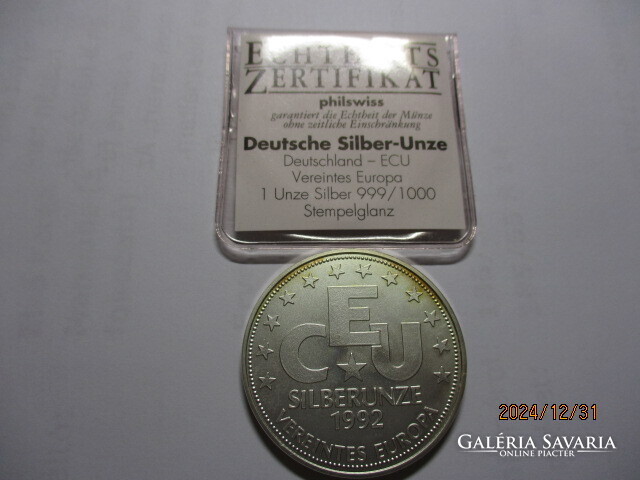 ECHTHEITS
ZERTIFIKAT
philswiss
garantiert die Echtheit der Münze
ohne zeitliche Einschränkung
Deutsche Silber-Unze
Deutschland – ECU
Vereintes Europa
1 Unze Silber 999/1000
Stempelglanz
ECU
SILBERUNZE
1992
VEREINTES EUROPA
2024/12/31
GALÉRIA SAVARIA
ONLINE PIACTÉR